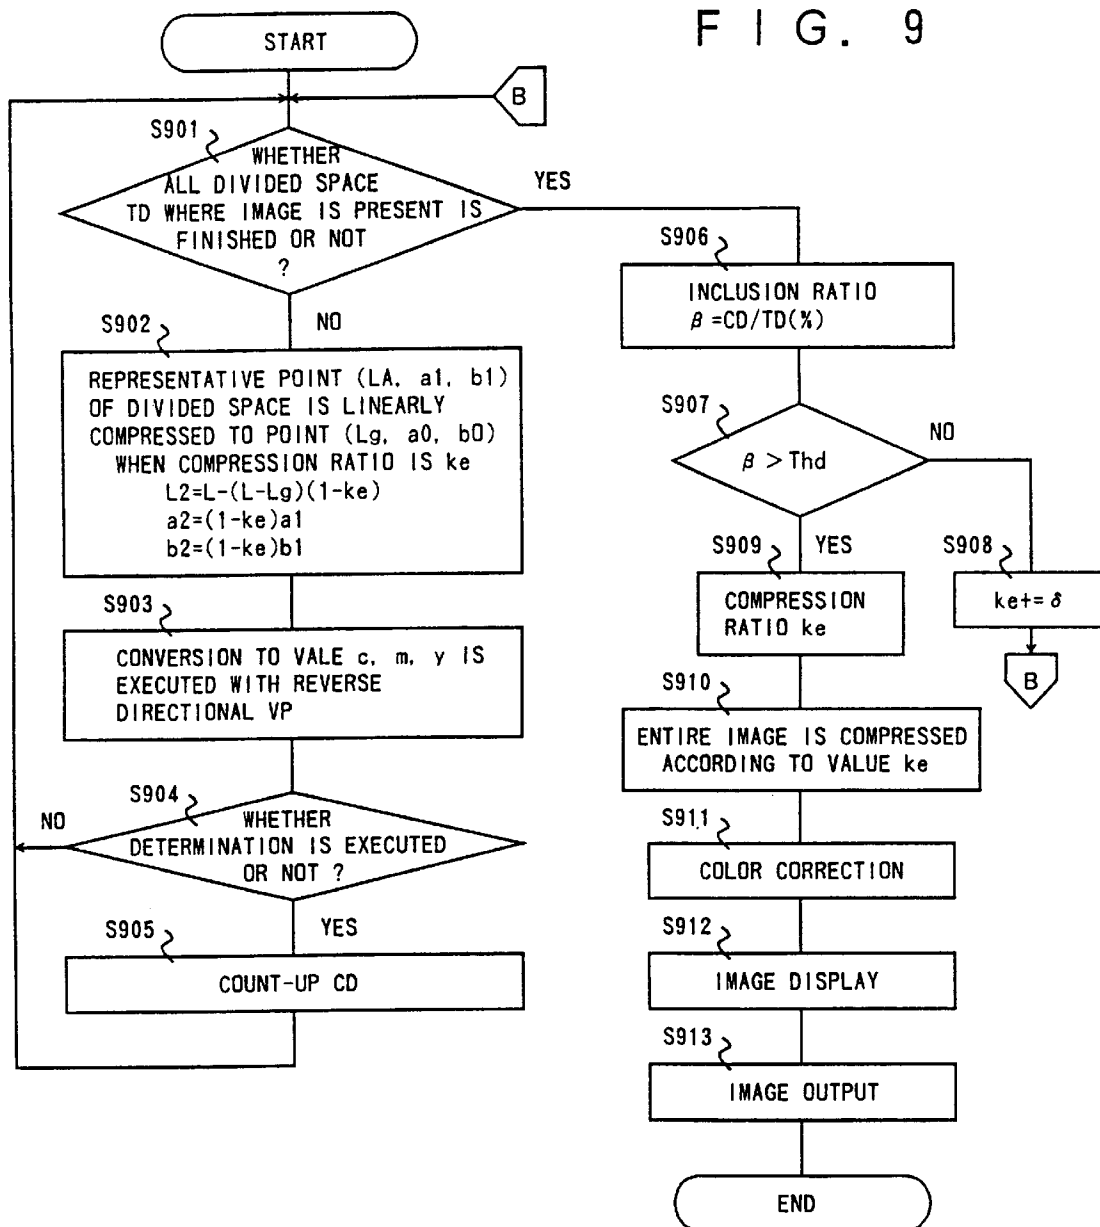 FIG. 9
START
B
S901
WHETHER
ALL DIVIDED SPACE
TD WHERE IMAGE IS PRESENT IS
FINISHED OR NOT
?
YES
NO
S902
REPRESENTATIVE POINT (LA, a1, b1)
OF DIVIDED SPACE IS LINEARLY
COMPRESSED TO POINT (Lg, a0, b0)
WHEN COMPRESSION RATIO IS ke
L2=L-(L-Lg)(1-ke)
a2=(1-ke)a1
b2=(1-ke)b1
S903
CONVERSION TO VALE c, m, y IS
EXECUTED WITH REVERSE
DIRECTIONAL VP
S904
NO
WHETHER
DETERMINATION IS EXECUTED
OR NOT ?
YES
S905
COUNT-UP CD
S906
INCLUSION RATIO
β=CD/TD(%)
S907
β > Thd
NO
YES
S908
ke+=δ
B
S909
COMPRESSION
RATIO ke
S910
ENTIRE IMAGE IS COMPRESSED
ACCORDING TO VALUE ke
S911
COLOR CORRECTION
S912
IMAGE DISPLAY
S913
IMAGE OUTPUT
END